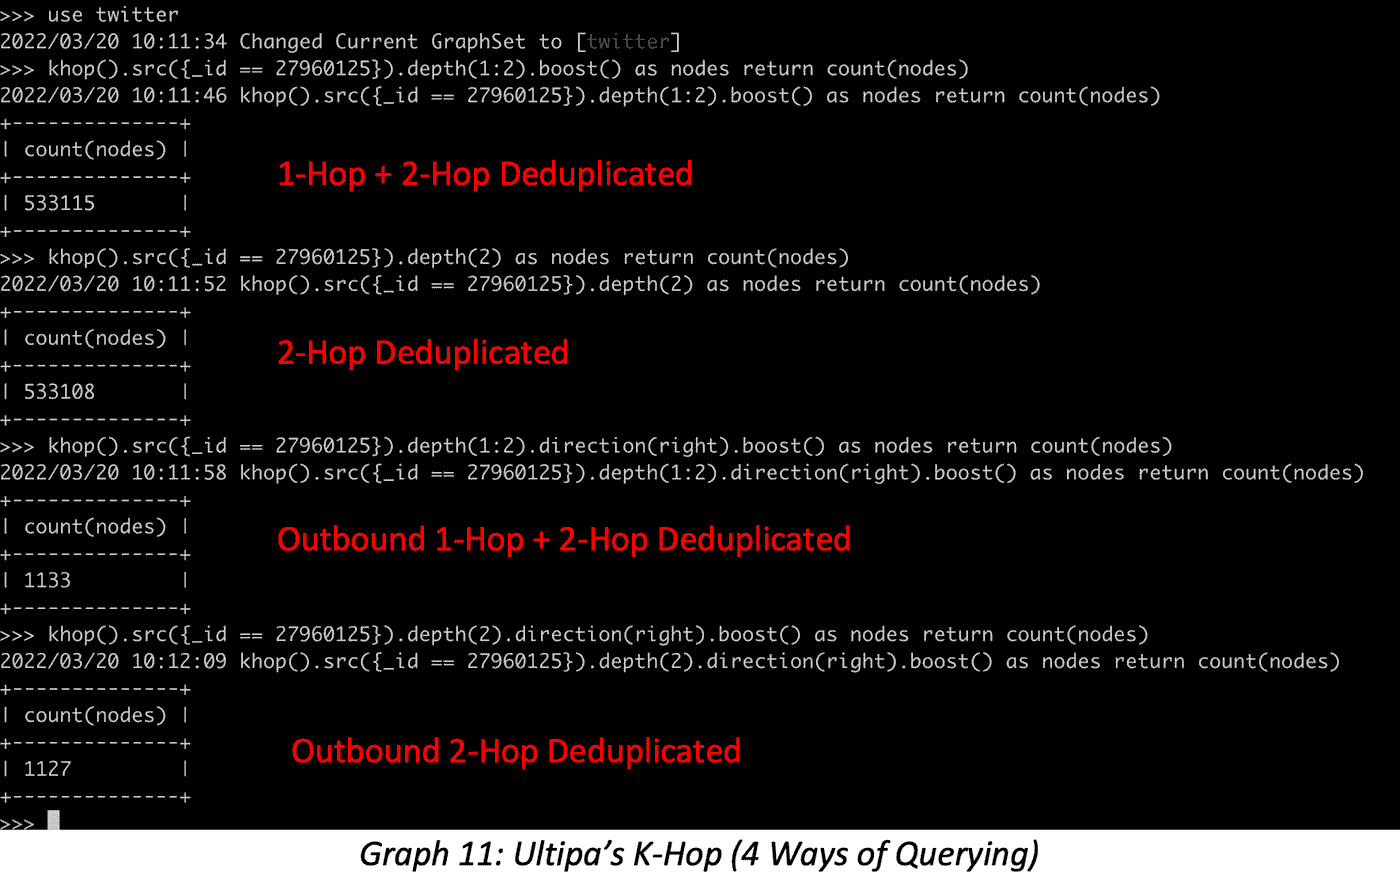 >>> use twitter
2022/03/20 10:11:34 Changed Current GraphSet to [twitter]
>>> khop().src({_id == 27960125}).depth(1:2).boost() as nodes return count(nodes)
2022/03/20 10:11:46 khop().src({_id == 27960125}).depth(1:2).boost() as nodes return count(nodes)
+--------------+
| count(nodes) |
+--------------+
1-Hop + 2-Hop Deduplicated
| 533115       |
+--------------+
>>> khop().src({_id == 27960125}).depth(2) as nodes return count(nodes)
2022/03/20 10:11:52 khop().src({_id == 27960125}).depth(2) as nodes return count(nodes)
+--------------+
| count(nodes) |
2-Hop Deduplicated
+--------------+
| 533108       |
+--------------+
>>> khop().src({_id == 27960125}).depth(1:2).direction(right).boost() as nodes return count(nodes)
2022/03/20 10:11:58 khop().src({_id == 27960125}).depth(1:2).direction(right).boost() as nodes return count(nodes)
+--------------+
| count(nodes) |
Outbound 1-Hop + 2-Hop Deduplicated
+--------------+
| 1133         |
+--------------+
>>> khop().src({_id == 27960125}).depth(2).direction(right).boost() as nodes return count(nodes)
2022/03/20 10:12:09 khop().src({_id == 27960125}).depth(2).direction(right).boost() as nodes return count(nodes)
+--------------+
| count(nodes) |
+--------------+
Outbound 2-Hop Deduplicated
| 1127         |
+--------------+
>>>
Graph 11: Ultipa’s K-Hop (4 Ways of Querying)